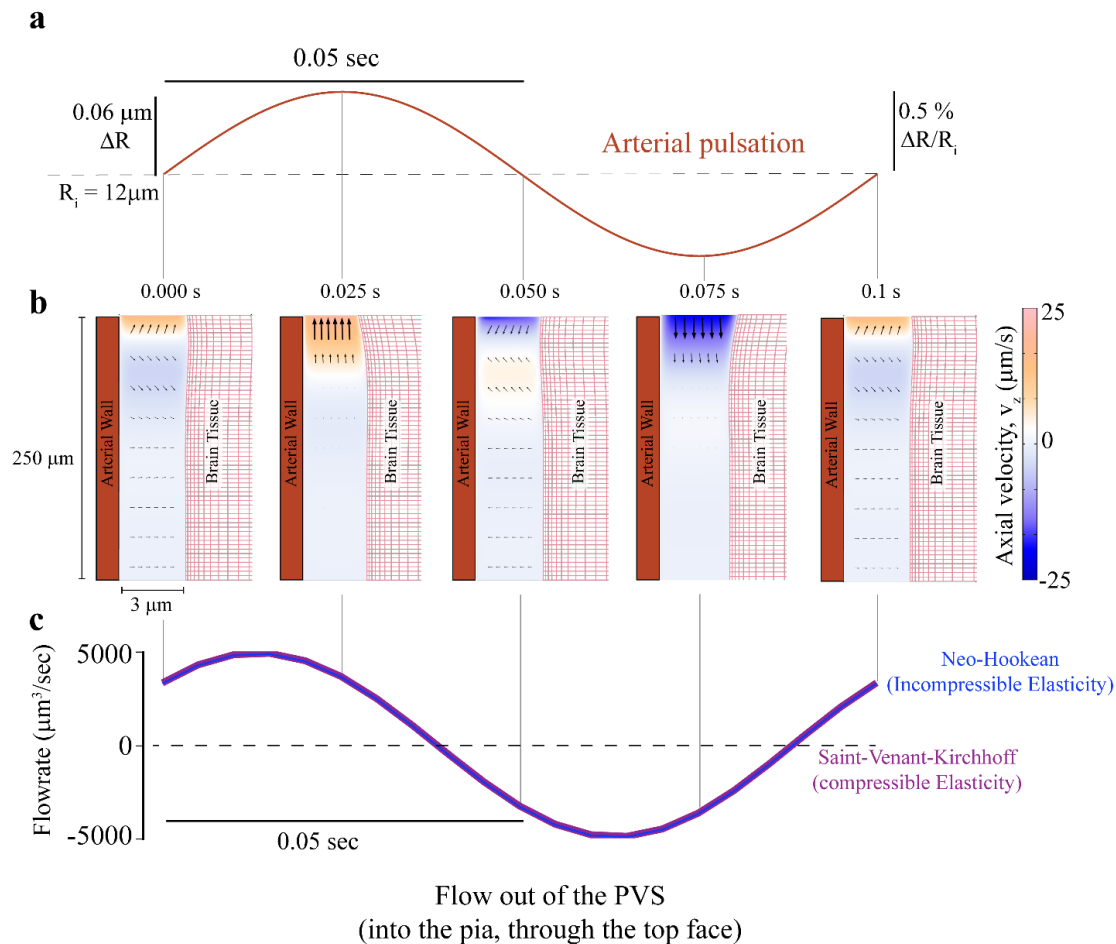 a
0.05 sec
0.06 μm
ΔR
0.5 %
ΔR/Rᵢ
Arterial pulsation
Rᵢ = 12μm
b
0.000 s
0.025 s
0.050 s
0.075 s
0.1 s
250 μm
Arterial Wall
Brain Tissue
Arterial Wall
Brain Tissue
Arterial Wall
Brain Tissue
Arterial Wall
Brain Tissue
Arterial Wall
Brain Tissue
25
0
-25
Axial velocity, v_z (μm/s)
3 μm
c
5000
0
-5000
Flowrate (μm³/sec)
Neo-Hookean
(Incompressible Elasticity)
Saint-Venant-Kirchhoff
(compressible Elasticity)
0.05 sec
Flow out of the PVS
(into the pia, through the top face)